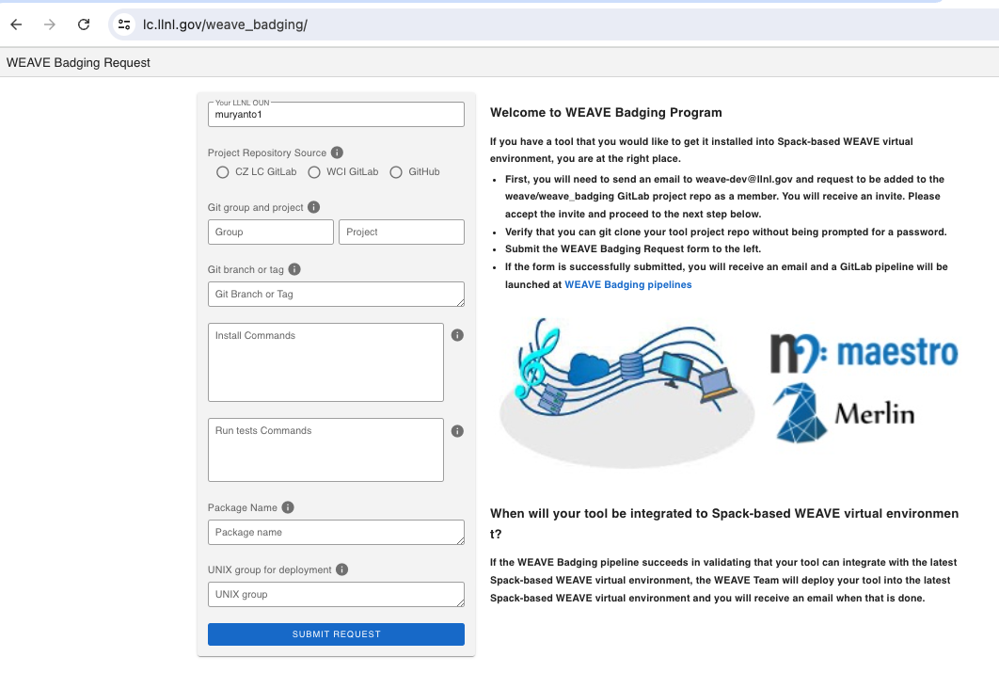 lc.llnl.gov/weave_badging/
WEAVE Badging Request
Your LLNL OUN
muryanto1
Project Repository Source
CZ LC GitLab
WCI GitLab
GitHub
Git group and project
Group
Project
Git branch or tag
Git Branch or Tag
Install Commands
Run tests Commands
Package Name
Package name
UNIX group for deployment
UNIX group
SUBMIT REQUEST
Welcome to WEAVE Badging Program
If you have a tool that you would like to get it installed into Spack-based WEAVE virtual
environment, you are at the right place.
• First, you will need to send an email to weave-dev@llnl.gov and request to be added to the
weave/weave_badging GitLab project repo as a member. You will receive an invite. Please
accept the invite and proceed to the next step below.
• Verify that you can git clone your tool project repo without being prompted for a password.
• Submit the WEAVE Badging Request form to the left.
• If the form is successfully submitted, you will receive an email and a GitLab pipeline will be
launched at WEAVE Badging pipelines
maestro
Merlin
When will your tool be integrated to Spack-based WEAVE virtual environmen
t?
If the WEAVE Badging pipeline succeeds in validating that your tool can integrate with the latest
Spack-based WEAVE virtual environment, the WEAVE Team will deploy your tool into the latest
Spack-based WEAVE virtual environment and you will receive an email when that is done.